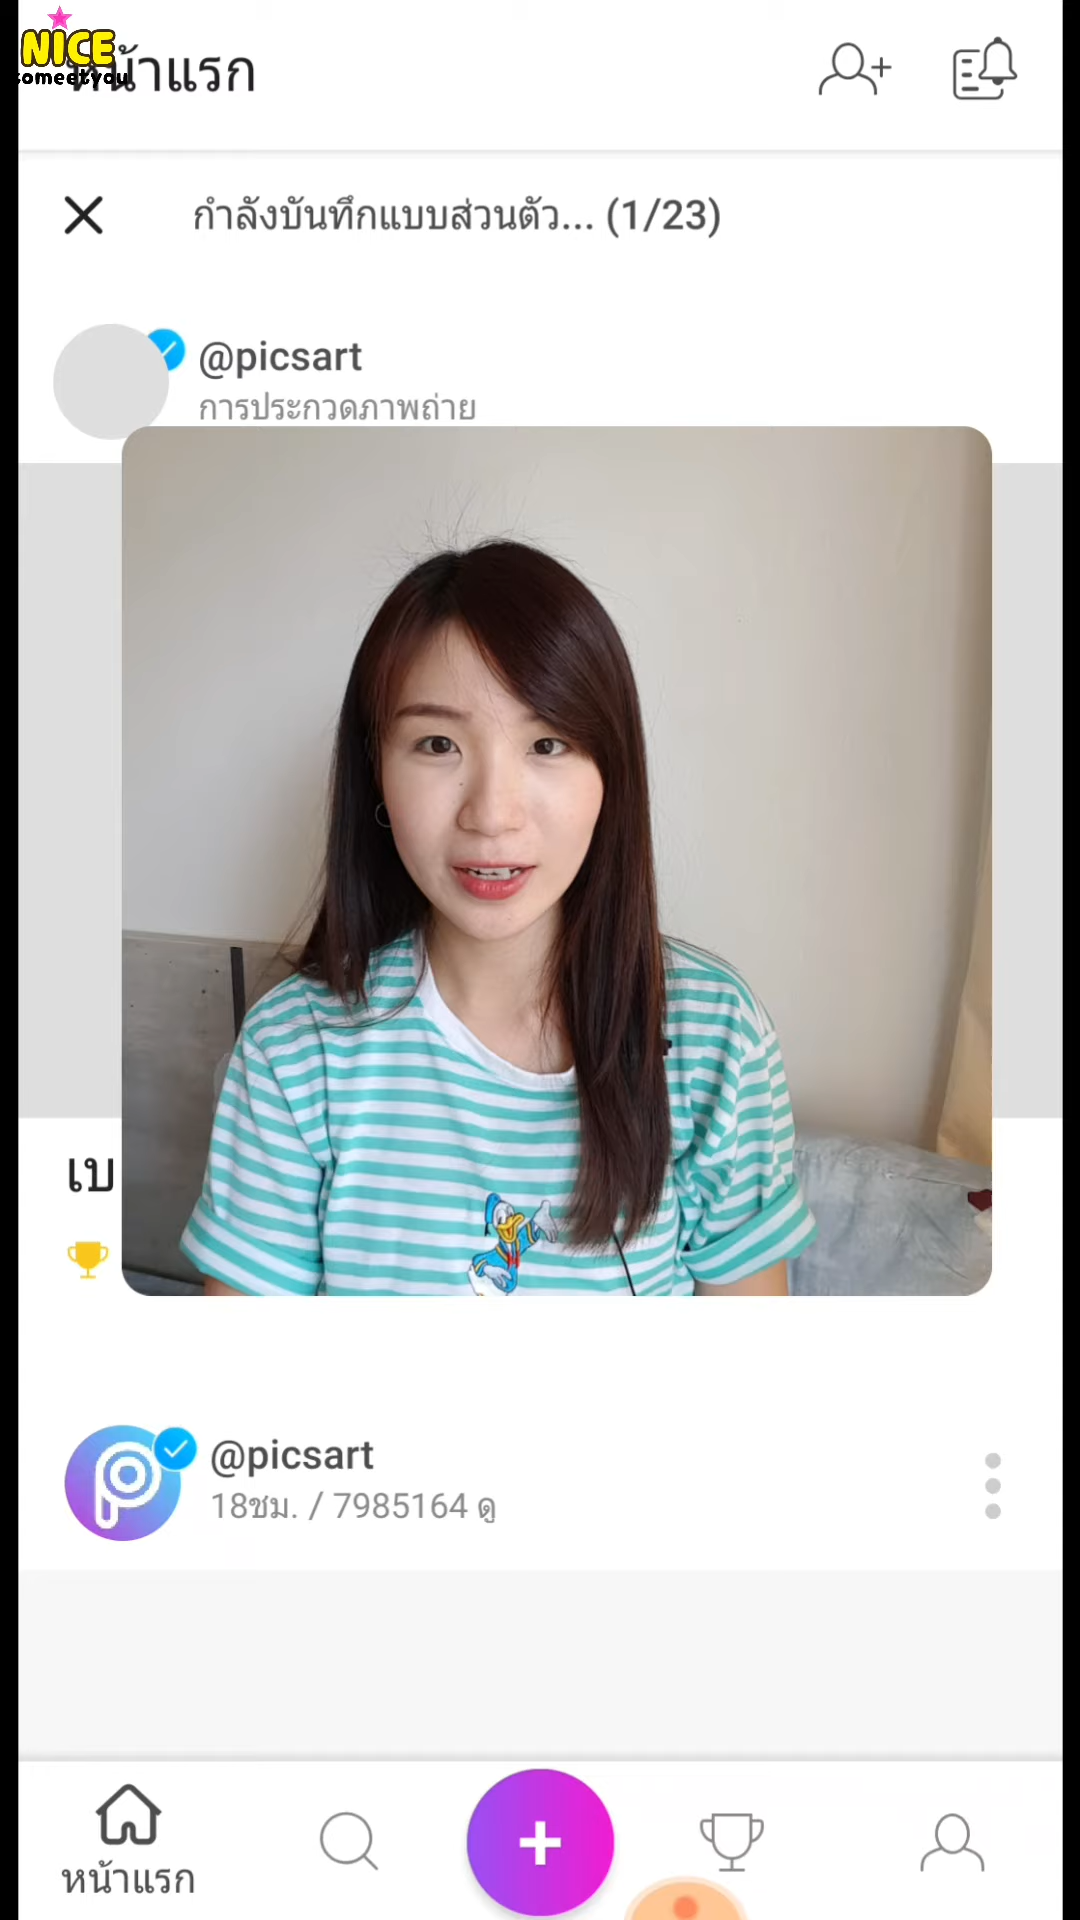 NICE
someetyou
หน้าแรก
กำลังบันทึกแบบส่วนตัว... (1/23)
@picsart
การประกวดภาพถ่าย
เบ
@picsart
18ชม. / 7985164 ดู
หน้าแรก